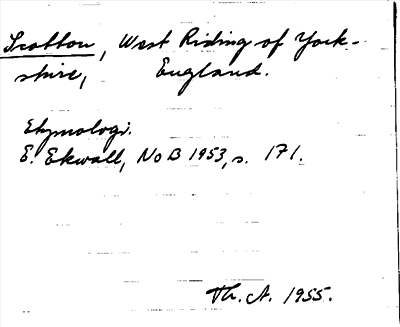 Scotton, West Riding of York-
shire, England.
Etymologi.
E. Ekwall, NoB 1953, s. 171.
Th. A. 1955.